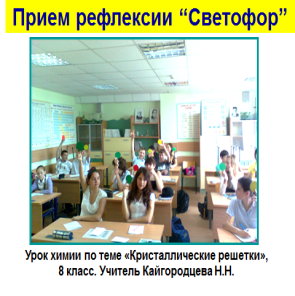 Прием рефлексии “Светофор”
Урок химии по теме «Кристаллические решетки»,
8 класс. Учитель Кайгородцева Н.Н.